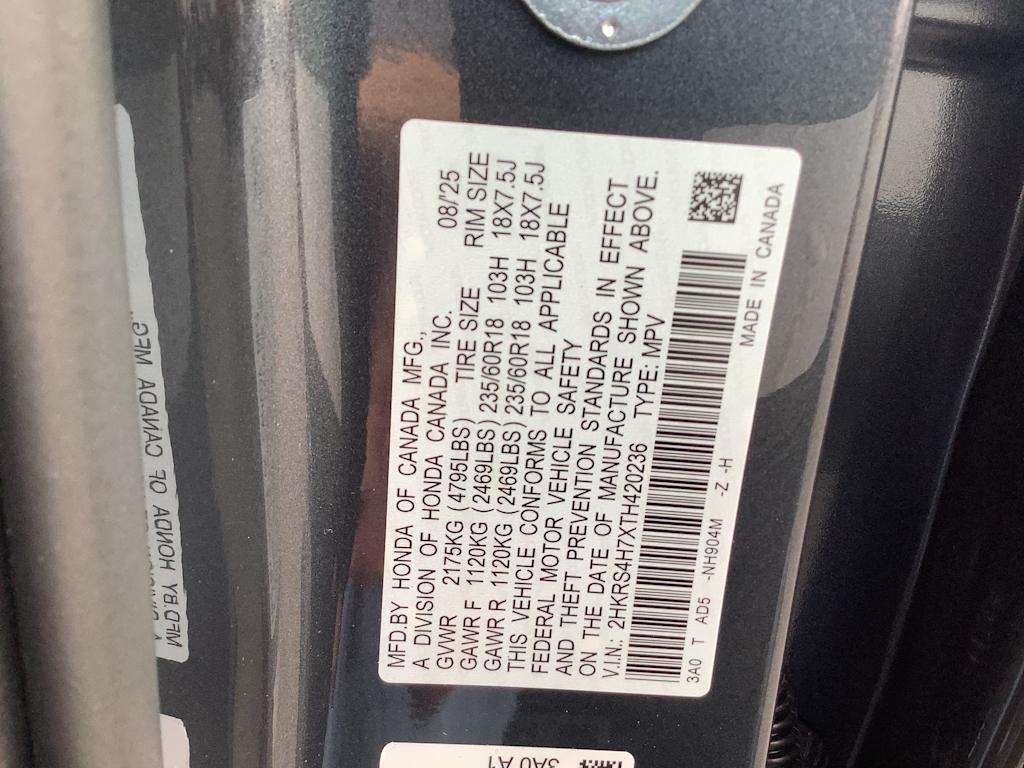 MFD.BY HONDA OF CANADA MFG.,
A DIVISION OF HONDA CANADA INC. 08/'25
GVWR 2175KG (4795LBS) TIRE SIZE RIM SIZE
GAWR F 1120KG (2469LBS) 235/60R18 103H 18X7.5J
GAWR R 1120KG (2469LBS) 235/60R18 103H 18X7.5J
THIS VEHICLE CONFORMS TO ALL APPLICABLE
FEDERAL MOTOR VEHICLE SAFETY
AND THEFT PREVENTION STANDARDS IN EFFECT
ON THE DATE OF MANUFACTURE SHOWN ABOVE.
V.I.N.: 2HKRS4H7XTH420236 TYPE: MPV
3A0 T AD5 -NH904M -Z -H MADE IN CANADA
3A0 A1
MFD.BY HONDA OF CANADA MFG.,